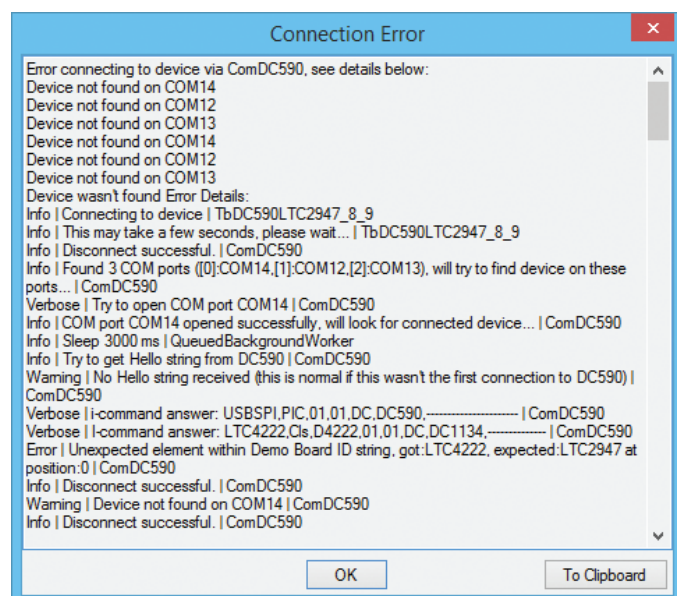 Connection Error
Error connecting to device via ComDC590, see details below:
Device not found on COM14
Device not found on COM12
Device not found on COM13
Device not found on COM14
Device not found on COM12
Device not found on COM13
Device wasn't found Error Details:
Info | Connecting to device | TbDC590LTC2947_8_9
Info | This may take a few seconds, please wait... | TbDC590LTC2947_8_9
Info | Disconnect successful. | ComDC590
Info | Found 3 COM ports ([0]:COM14,[1]:COM12,[2]:COM13), will try to find device on these
ports... | ComDC590
Verbose | Try to open COM port COM14 | ComDC590
Info | COM port COM14 opened successfully, will look for connected device... | ComDC590
Info | Sleep 3000 ms | QueuedBackgroundWorker
Info | Try to get Hello string from DC590 | ComDC590
Warning | No Hello string received (this is normal if this wasn't the first connection to DC590) |
ComDC590
Verbose | i-command answer: USBSPI,PIC,01,01,DC,DC590,---------------------- | ComDC590
Verbose | I-command answer: LTC4222,Cls,D4222,01,01,DC,DC1134,-------------- | ComDC590
Error | Unexpected element within Demo Board ID string, got:LTC4222, expected:LTC2947 at
position:0 | ComDC590
Info | Disconnect successful. | ComDC590
Warning | Device not found on COM14 | ComDC590
Info | Disconnect successful. | ComDC590
OK
To Clipboard